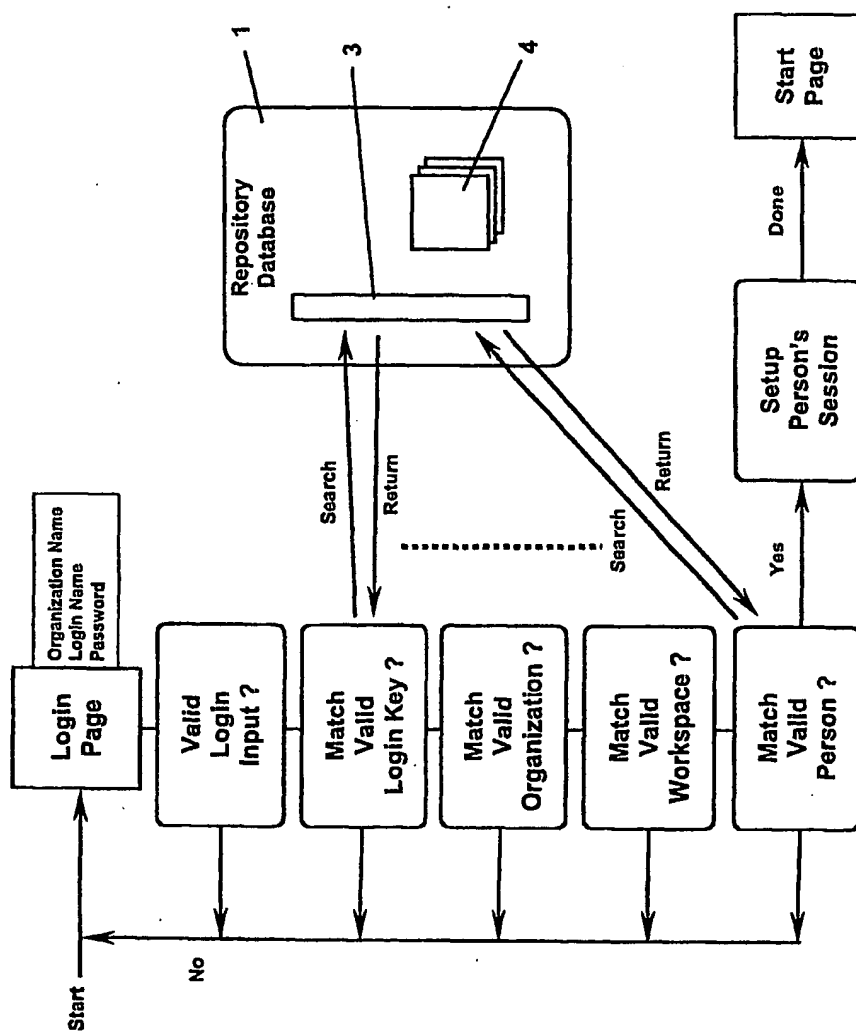 Start
Login
Page
Organization Name
Login Name
Password
No
Valid
Login
Input ?
Match
Valid
Login Key ?
Match
Valid
Organization ?
Match
Valid
Workspace ?
Match
Valid
Person ?
Search
Return
Search
Return
Repository
Database
1
3
4
Yes
Setup
Person's
Session
Done
Start
Page